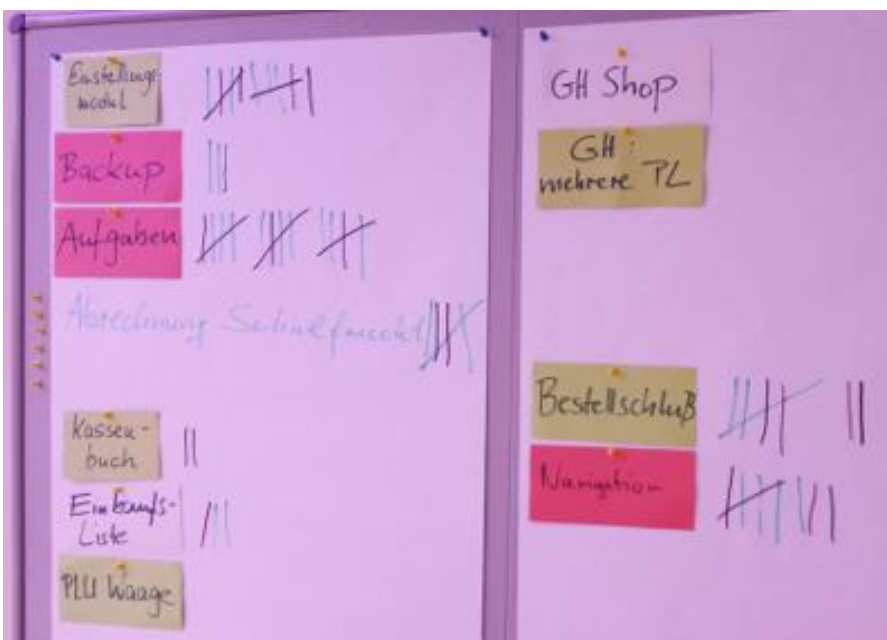 Einstellungs-
modul
Backup
Aufgaben
Abrechnung Schulfrucht
Kassen-
buch
Einkaufs-
Liste
PLU Waage
GH Shop
GH:
mehrere PL
Bestellschluß
Navigation